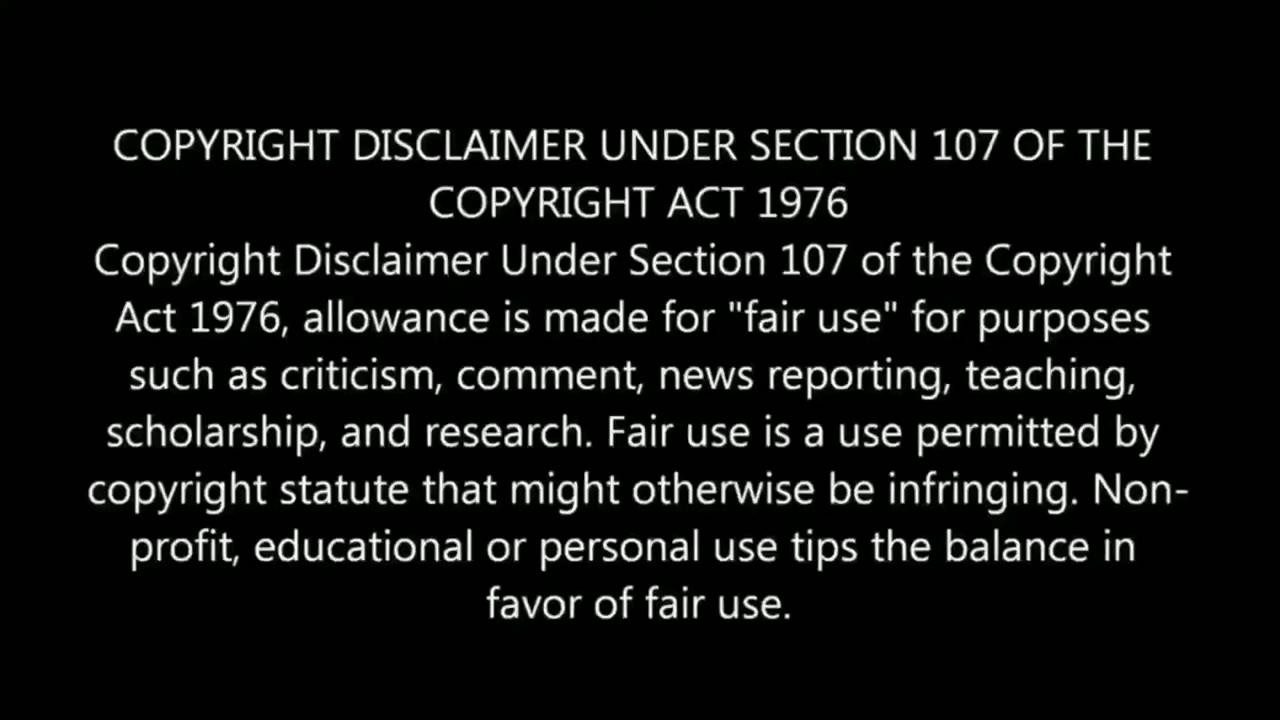 COPYRIGHT DISCLAIMER UNDER SECTION 107 OF THE
COPYRIGHT ACT 1976
Copyright Disclaimer Under Section 107 of the Copyright
Act 1976, allowance is made for "fair use" for purposes
such as criticism, comment, news reporting, teaching,
scholarship, and research. Fair use is a use permitted by
copyright statute that might otherwise be infringing. Non-
profit, educational or personal use tips the balance in
favor of fair use.